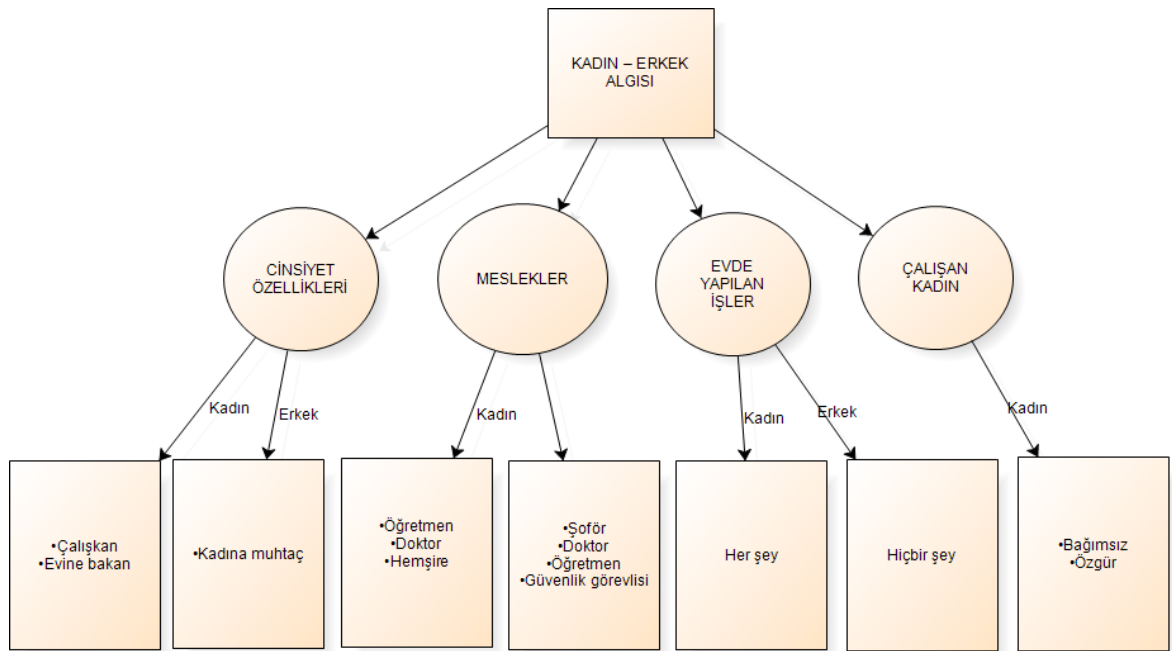 KADIN – ERKEK
ALGISI
CİNSİYET
ÖZELLİKLERİ
MESLEKLER
EVDE
YAPILAN
İŞLER
ÇALIŞAN
KADIN
Kadın
Erkek
Kadın
Kadın
Erkek
Kadın
•Çalışkan
•Evine bakan
•Kadına muhtaç
•Öğretmen
•Doktor
•Hemşire
•Şoför
•Doktor
•Öğretmen
•Güvenlik görevlisi
Her şey
Hiçbir şey
•Bağımsız
•Özgür